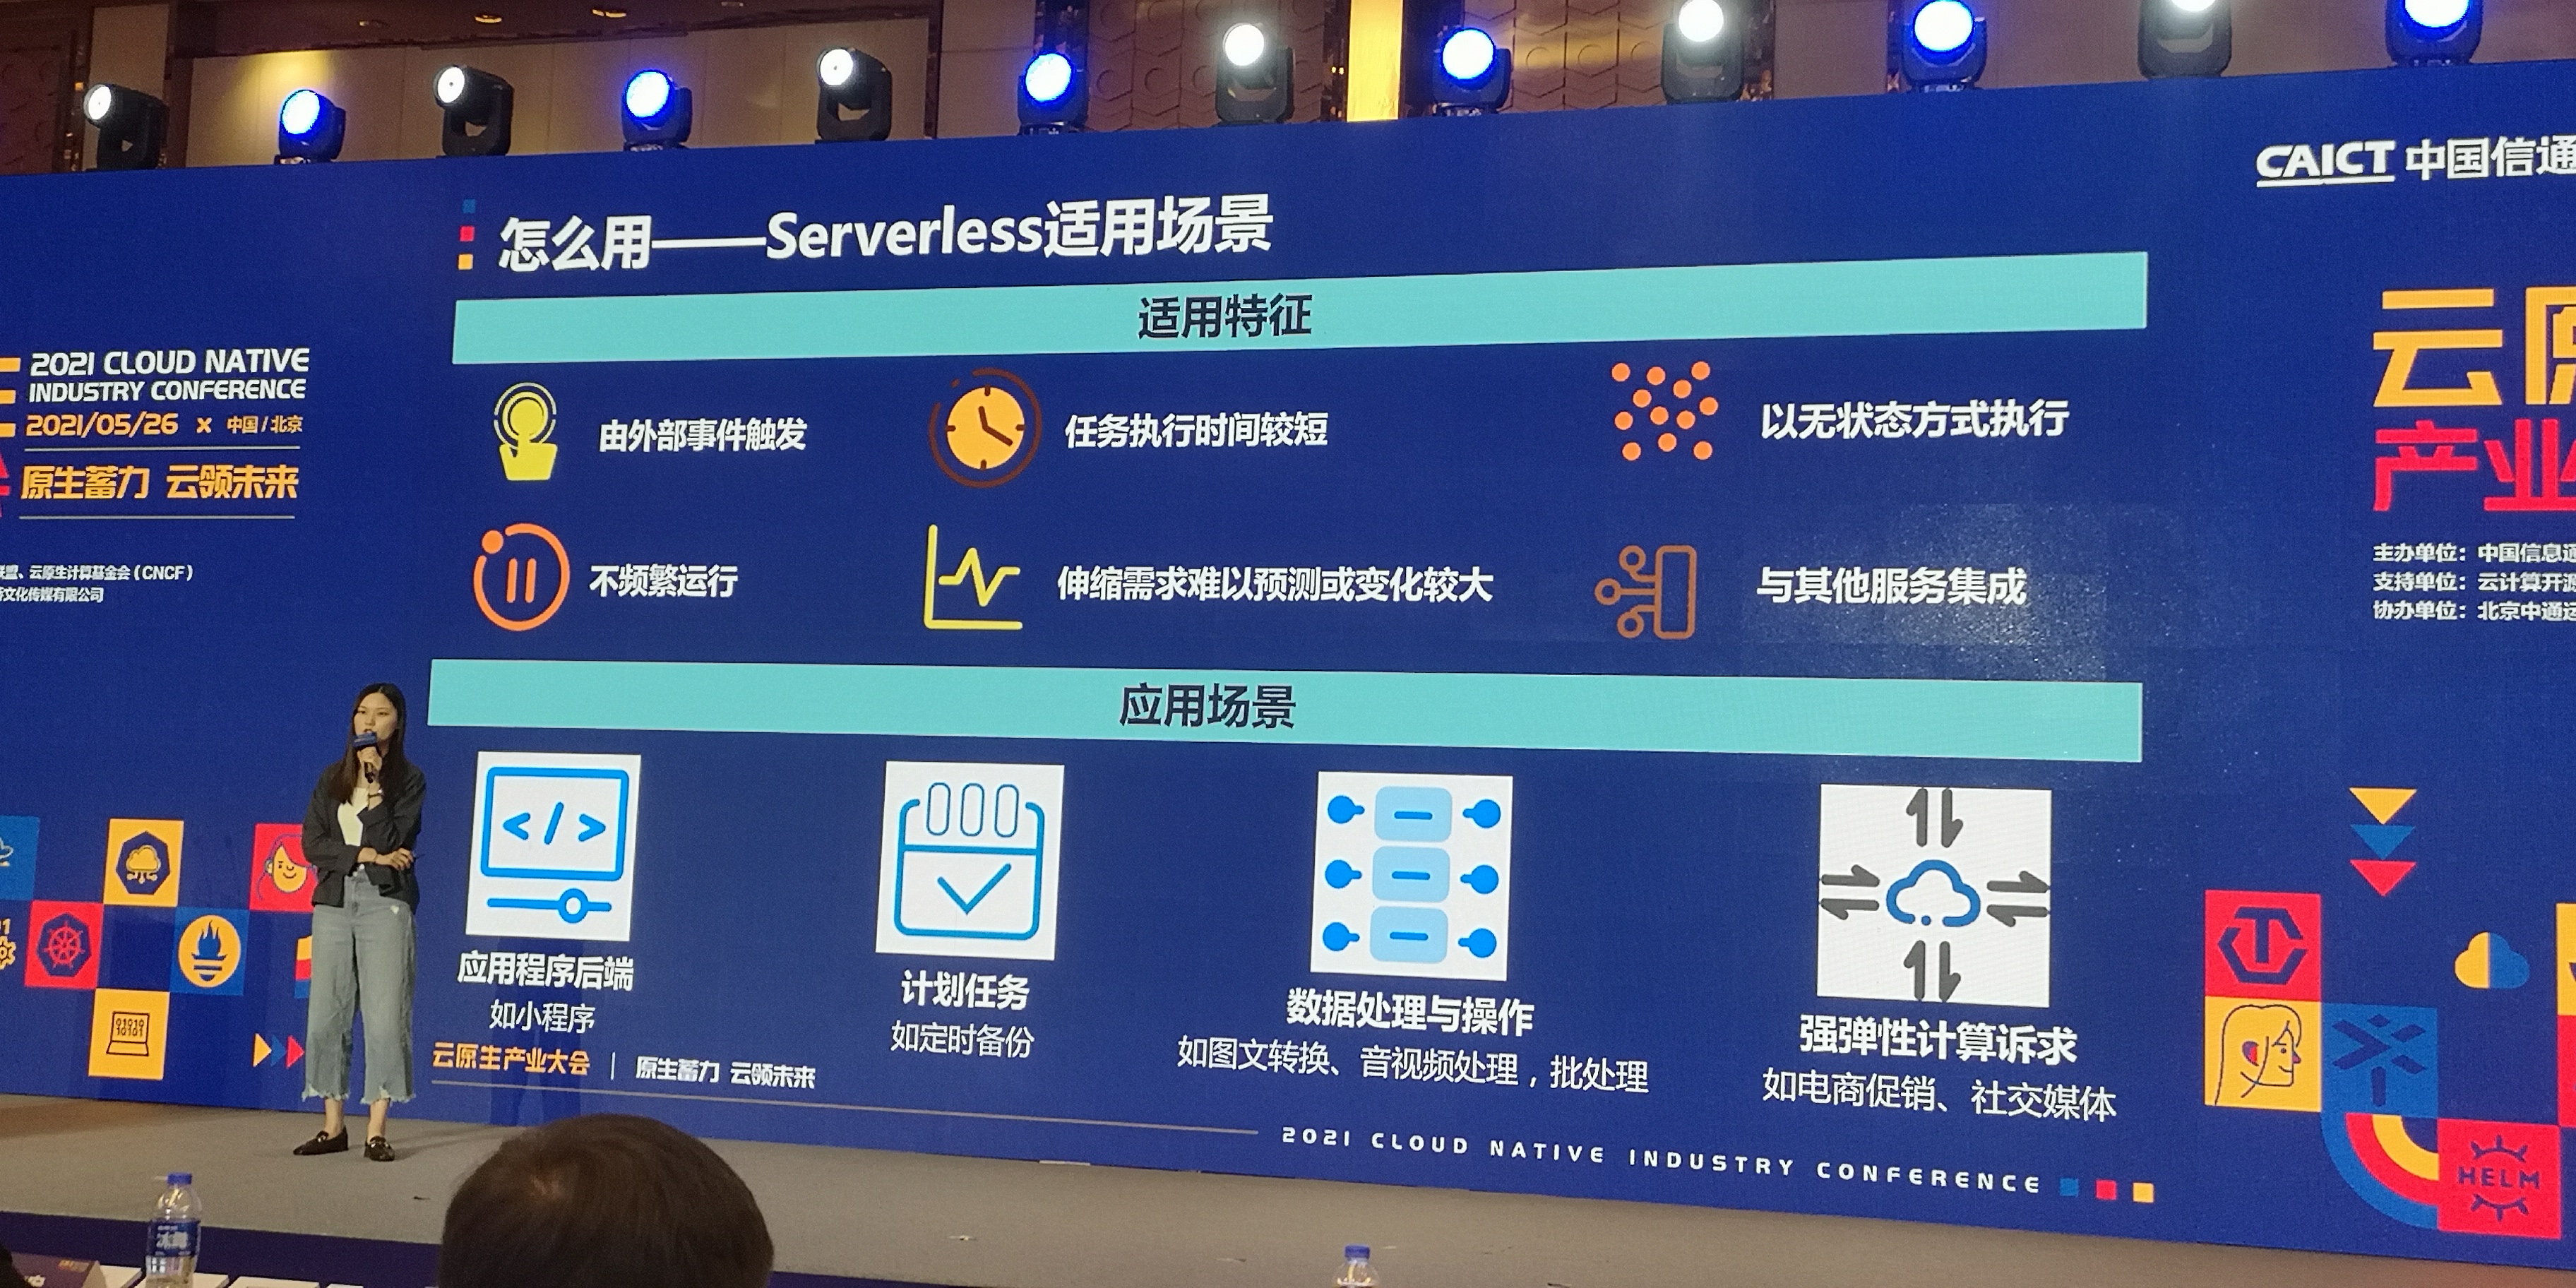 CAICT 中国信通
怎么用——Serverless适用场景
适用特征
由外部事件触发
任务执行时间较短
以无状态方式执行
不频繁运行
伸缩需求难以预测或变化较大
与其他服务集成
应用场景
应用程序后端
如小程序
计划任务
如定时备份
数据处理与操作
如图文转换、音视频处理，批处理
强弹性计算诉求
如电商促销、社交媒体
云原生产业大会 | 原生蓄力 云领未来
2021 CLOUD NATIVE INDUSTRY CONFERENCE
2021 CLOUD NATIVE
INDUSTRY CONFERENCE
2021/05/26 x 中国/北京
原生蓄力 云领未来
联盟、云原生计算基金会（CNCF）
文化传媒有限公司
云原
产业
主办单位：中国信息通
支持单位：云计算开源
协办单位：北京中通运
01010
10101
HELM